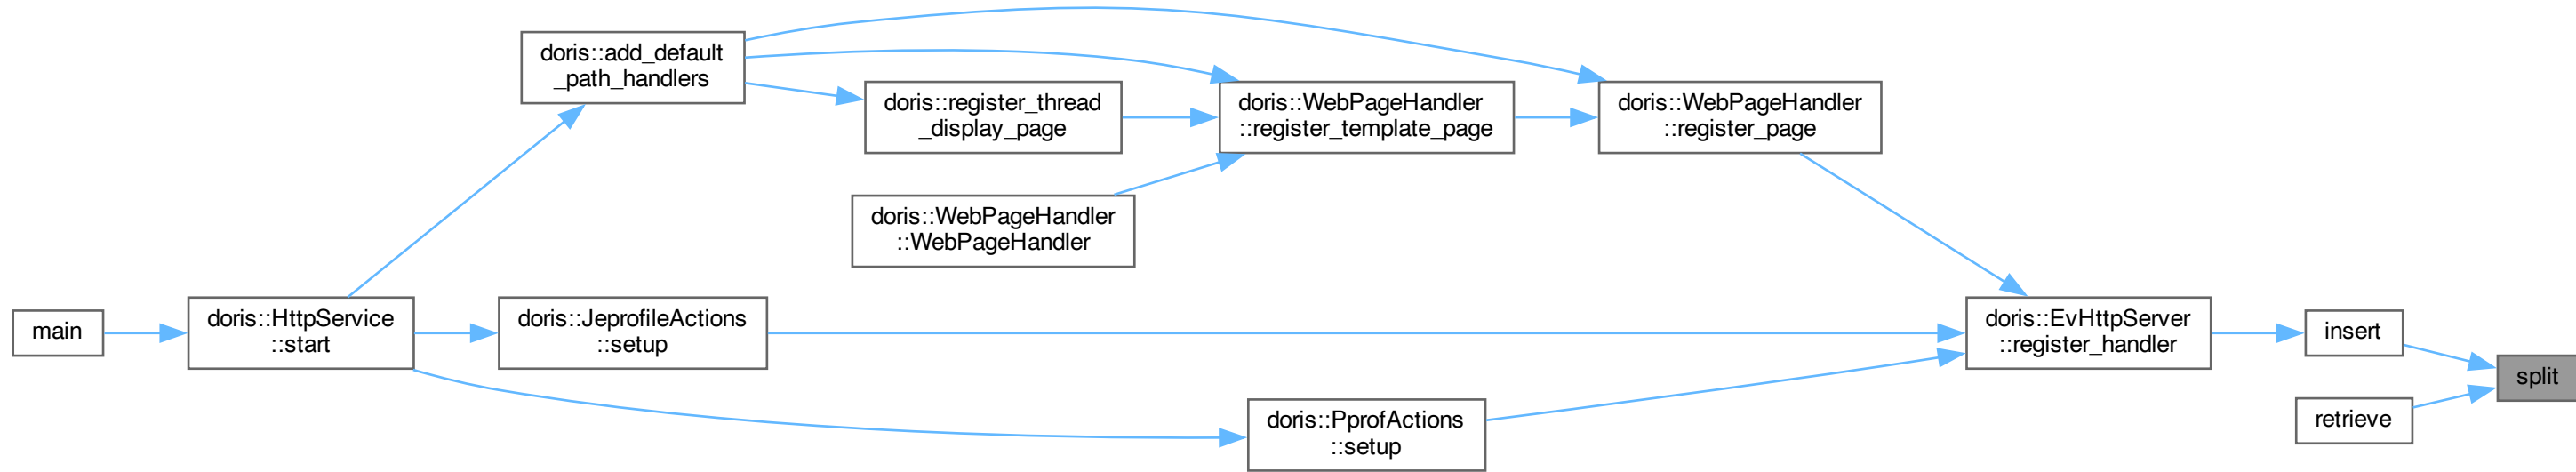 doris::add_default
_path_handlers
doris::register_thread
_display_page
doris::WebPageHandler
::register_template_page
doris::WebPageHandler
::register_page
doris::WebPageHandler
::WebPageHandler
main
doris::HttpService
::start
doris::JeprofileActions
::setup
doris::EvHttpServer
::register_handler
insert
split
doris::PprofActions
::setup
retrieve